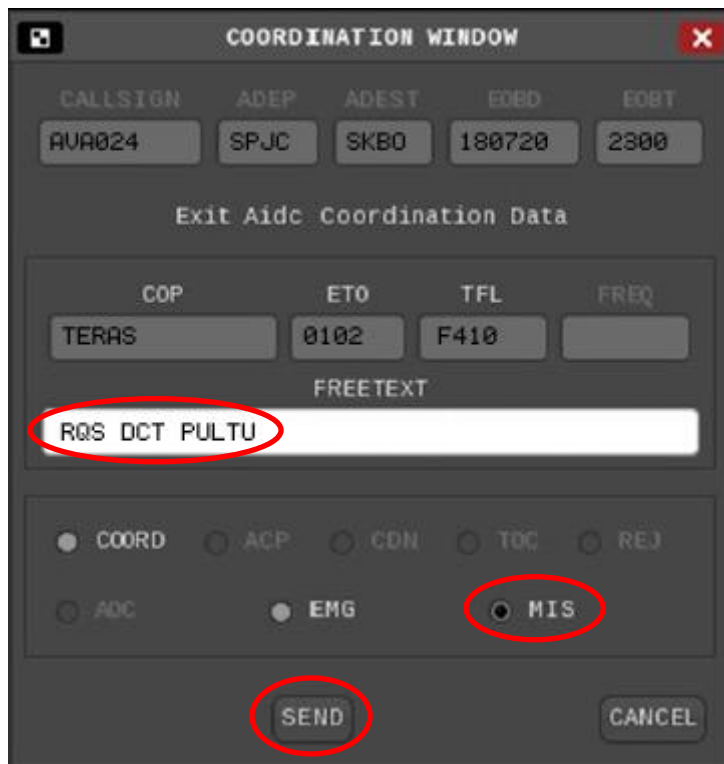 COORDINATION WINDOW
CALLSIGN ADEP ADEST EOBD EOBT
AVA024 SPJC SKBO 180720 2300
Exit Aidc Coordination Data
COP ETO TFL FREQ
TERAS 0102 F410
FREETEXT
RQS DCT PULTU
COORD ACP CDN TOC REJ
AOC EMG MIS
SEND CANCEL